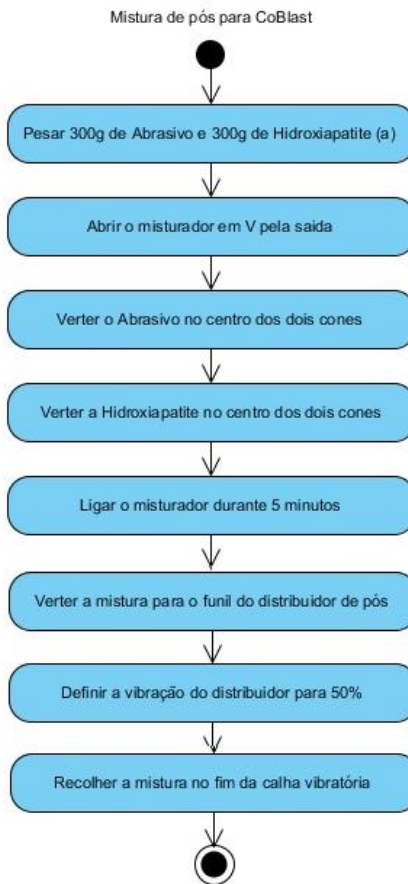 Mistura de pós para CoBlast
Pesar 300g de Abrasivo e 300g de Hidroxiapatite (a)
Abrir o misturador em V pela saida
Verter o Abrasivo no centro dos dois cones
Verter a Hidroxiapatite no centro dos dois cones
Ligar o misturador durante 5 minutos
Verter a mistura para o funil do distribuidor de pós
Definir a vibração do distribuidor para 50%
Recolher a mistura no fim da calha vibratória